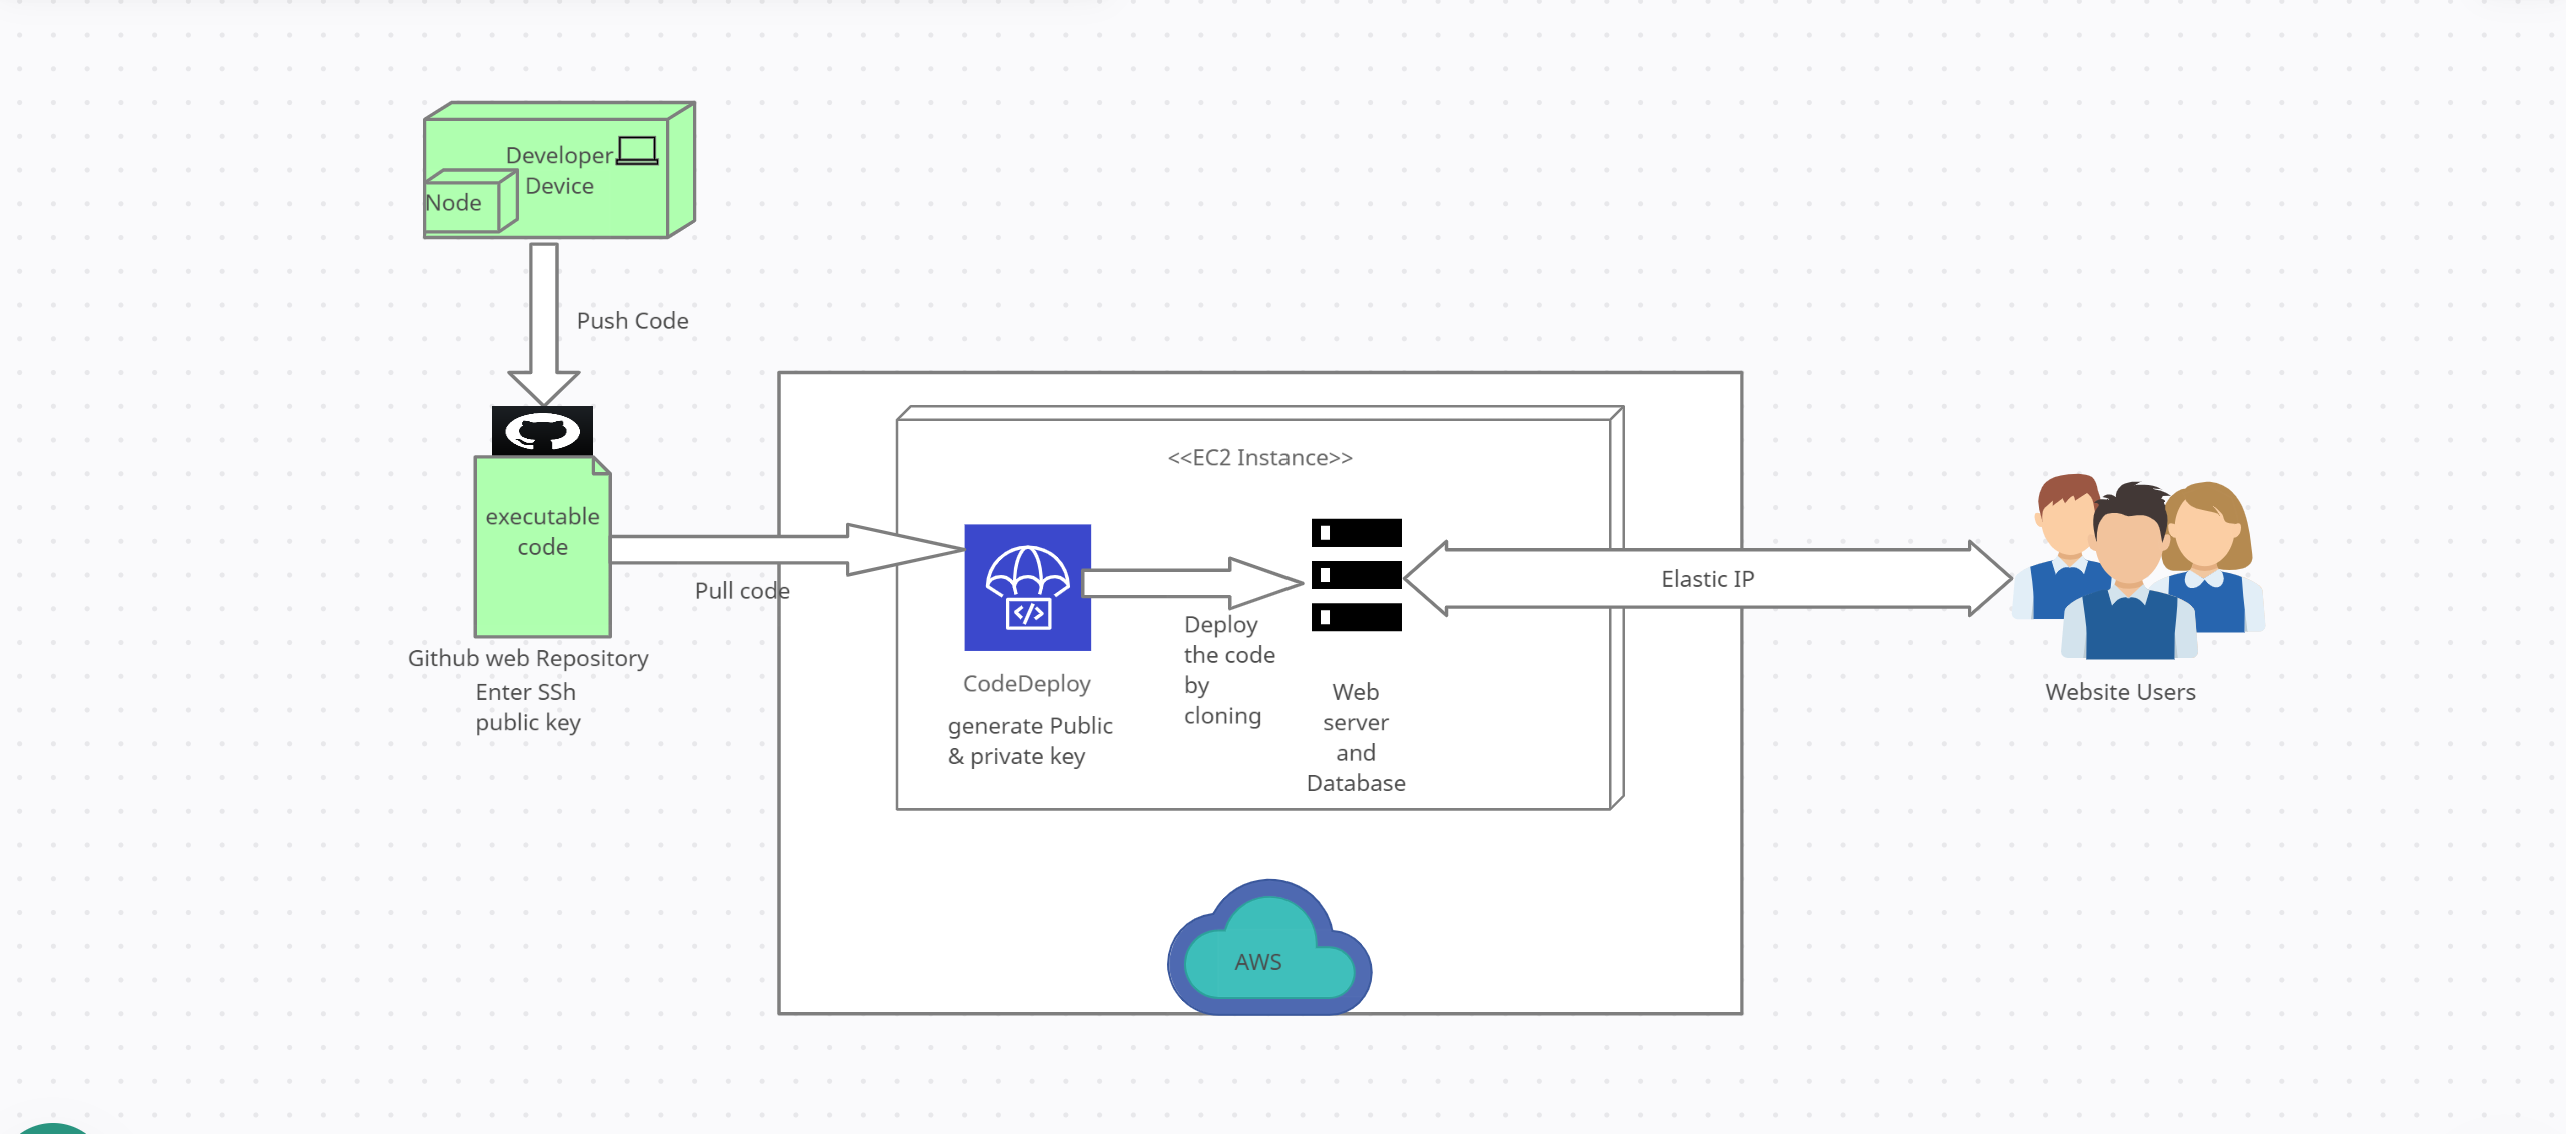 Developer
Device
Node
Push Code
executable
code
Github web Repository
Enter SSh
public key
Pull code
<<EC2 Instance>>
CodeDeploy
generate Public
& private key
Deploy
the code
by
cloning
Web
server
and
Database
Elastic IP
Website Users
AWS